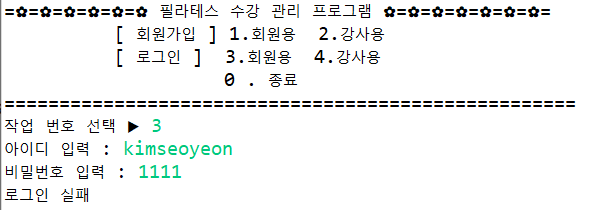 =✿=✿=✿=✿=✿=✿ 필라테스 수강 관리 프로그램 ✿=✿=✿=✿=✿=✿=✿=
[ 회원가입 ] 1.회원용 2.강사용
[ 로그인 ] 3.회원용 4.강사용
0 . 종료
====================================================
작업 번호 선택 ▶ 3
아이디 입력 : kimseoyeon
비밀번호 입력 : 1111
로그인 실패